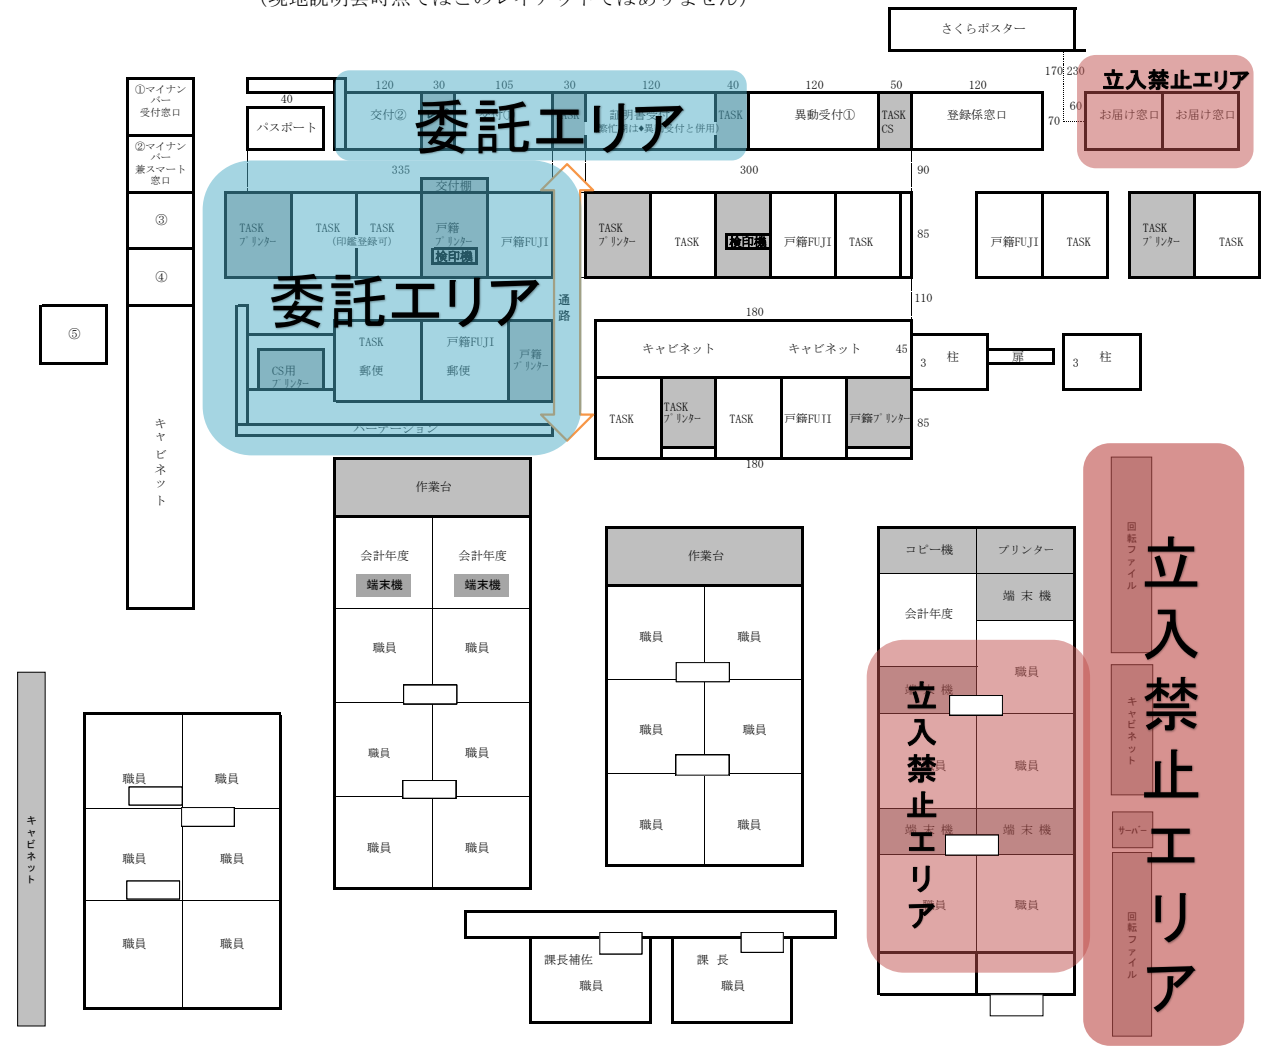 （現地説明会時点ではこのレイアウトではありません）
さくらポスター
170 230
立入禁止エリア
60
70
お届け窓口 お届け窓口
①マイナン
バー
受付窓口
②マイナン
バー
兼スマート
窓口
③
④
⑤
キャビネット
40
パスポート
120 30 105 30 120 40 120 50 120
交付②
委託エリア
TASK
証明書受付
TASK
異動受付①
TASK
CS
登録係窓口
335
300
90
交付棚
TASK
プリンター
TASK
TASK
(印鑑登録可)
戸籍
プリンター
検印機
戸籍FUJI
TASK
プリンター
TASK
検印機
戸籍FUJI
TASK
85
戸籍FUJI
TASK
TASK
プリンター
TASK
委託エリア
通路
110
CS用
プリンター
TASK
郵便
戸籍FUJI
郵便
戸籍
プリンター
パーテーション
180
キャビネット
キャビネット
45
3 柱
扉
3 柱
TASK
TASK
プリンター
TASK
戸籍FUJI
戸籍プリンター
85
180
作業台
会計年度
端末機
会計年度
端末機
職員
職員
職員
職員
職員
職員
作業台
職員
職員
職員
職員
職員
職員
コピー機
プリンター
会計年度
端 末 機
端 末 機
職員
職員
職員
端 末 機
端 末 機
職員
職員
立入禁止エリア
回転ファイル
キャビネット
サーバー
回転ファイル
立入禁止エリア
キャビネット
職員
職員
職員
職員
職員
職員
課長補佐
職員
課 長
職員